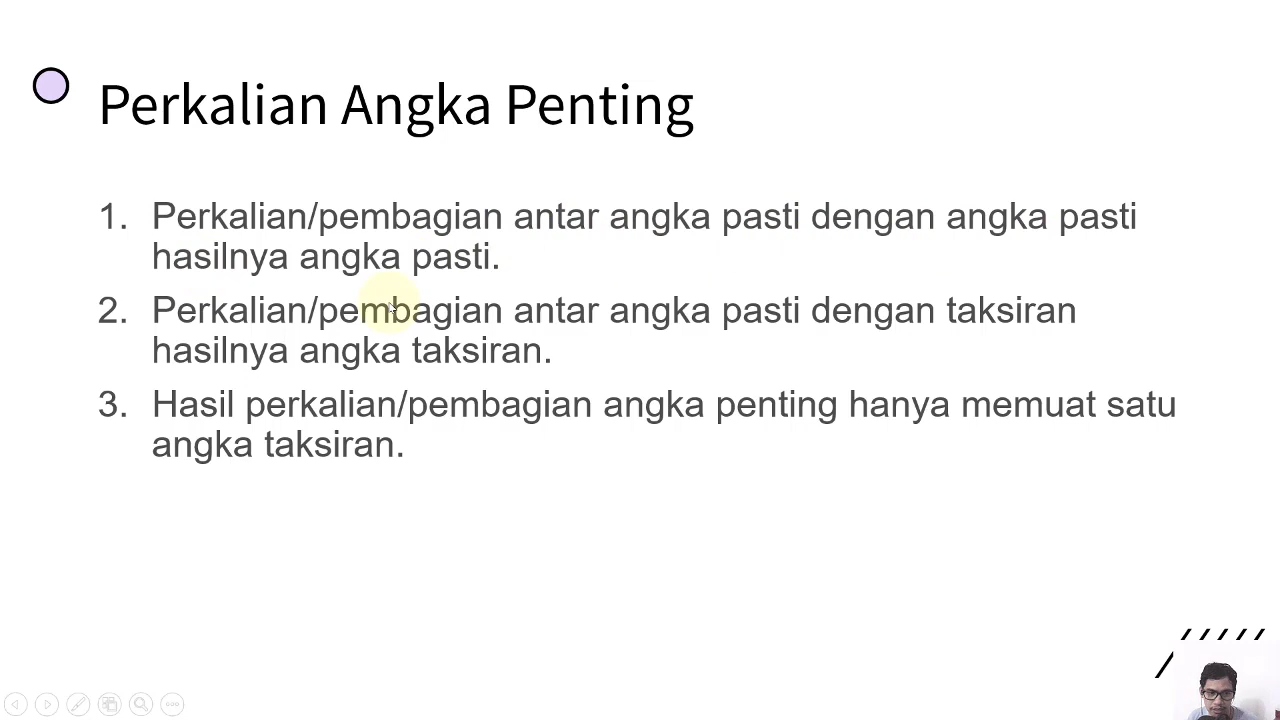 Perkalian Angka Penting
1. Perkalian/pembagian antar angka pasti dengan angka pasti
hasilnya angka pasti.
2. Perkalian/pembagian antar angka pasti dengan taksiran
hasilnya angka taksiran.
3. Hasil perkalian/pembagian angka penting hanya memuat satu
angka taksiran.